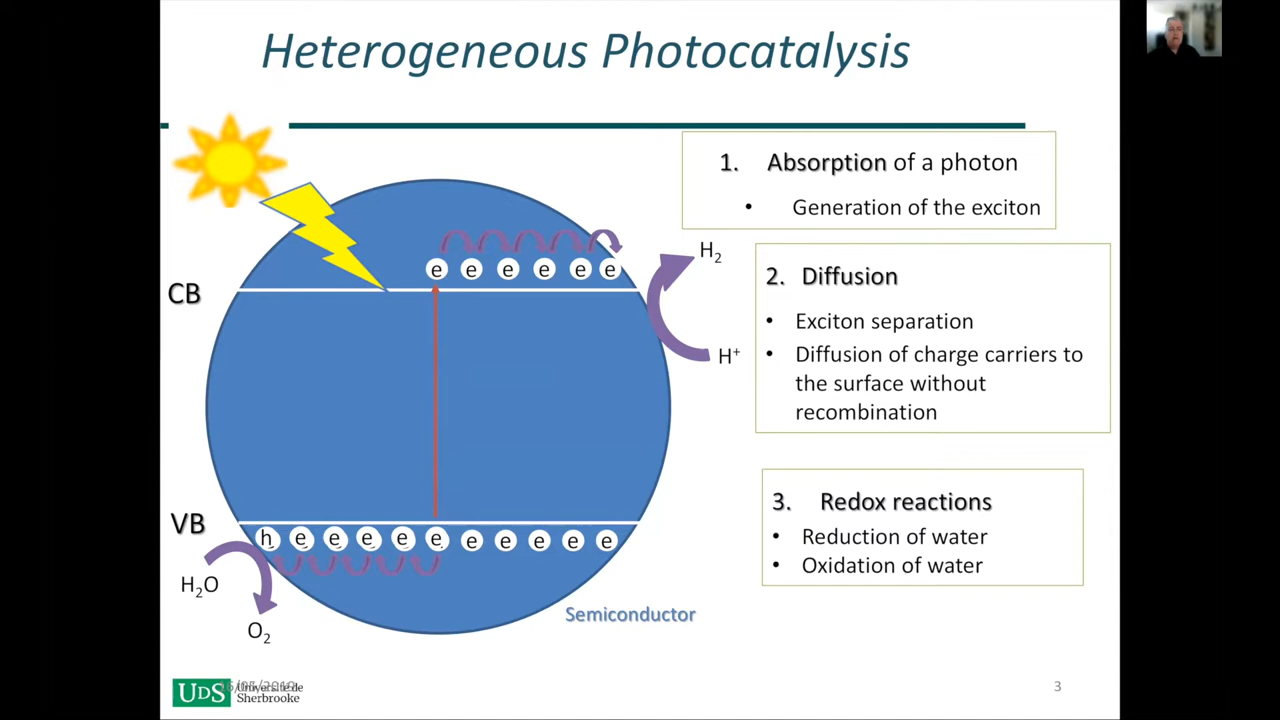 Heterogeneous Photocatalysis
1. Absorption of a photon
• Generation of the exciton
H2
2. Diffusion
e e e e e e
CB
• Exciton separation
H+
• Diffusion of charge carriers to
the surface without
recombination
3. Redox reactions
VB
h e e e e e e e e e e
• Reduction of water
• Oxidation of water
H2O
O2
Semiconductor
UDS
Université de
Sherbrooke
3